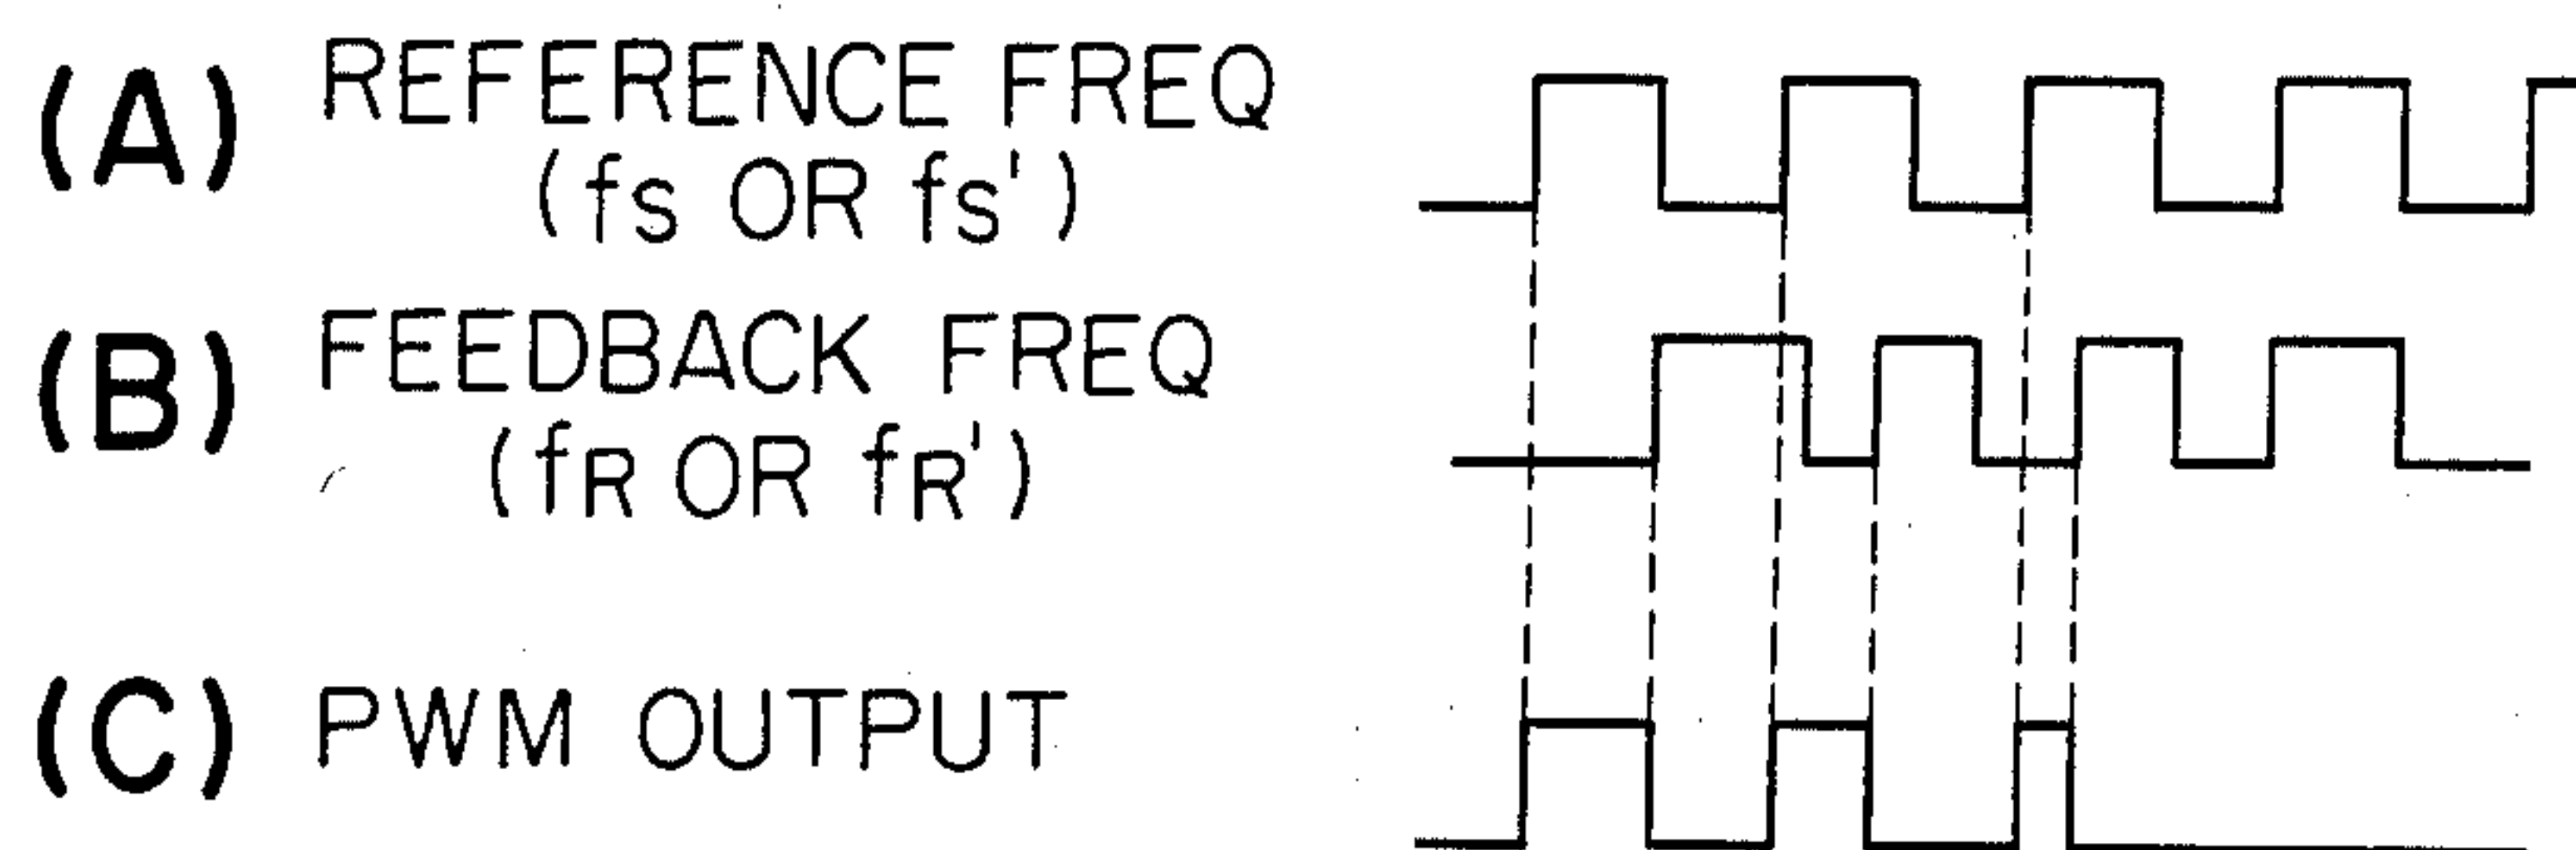 (A) REFERENCE FREQ
(fs OR fs')
(B) FEEDBACK FREQ
(fR OR fR')
(C) PWM OUTPUT